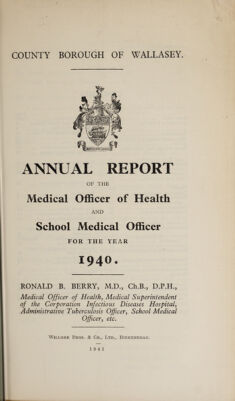 COUNTY BOROUGH OF WALLASEY.
ANNUAL REPORT
OF THE
Medical Officer of Health
AND
School Medical Officer
FOR THE YEAR
1940.
RONALD B. BERRY, M.D., Ch.B., D.P.H.,
Medical Officer of Health, Medical Superintendent
of the Corporation Infectious Diseases Hospital,
Administrative Tuberculosis Officer, School Medical
Officer, etc.
Willmer Bros. & Co., Ltd., Birkenhead.
1941